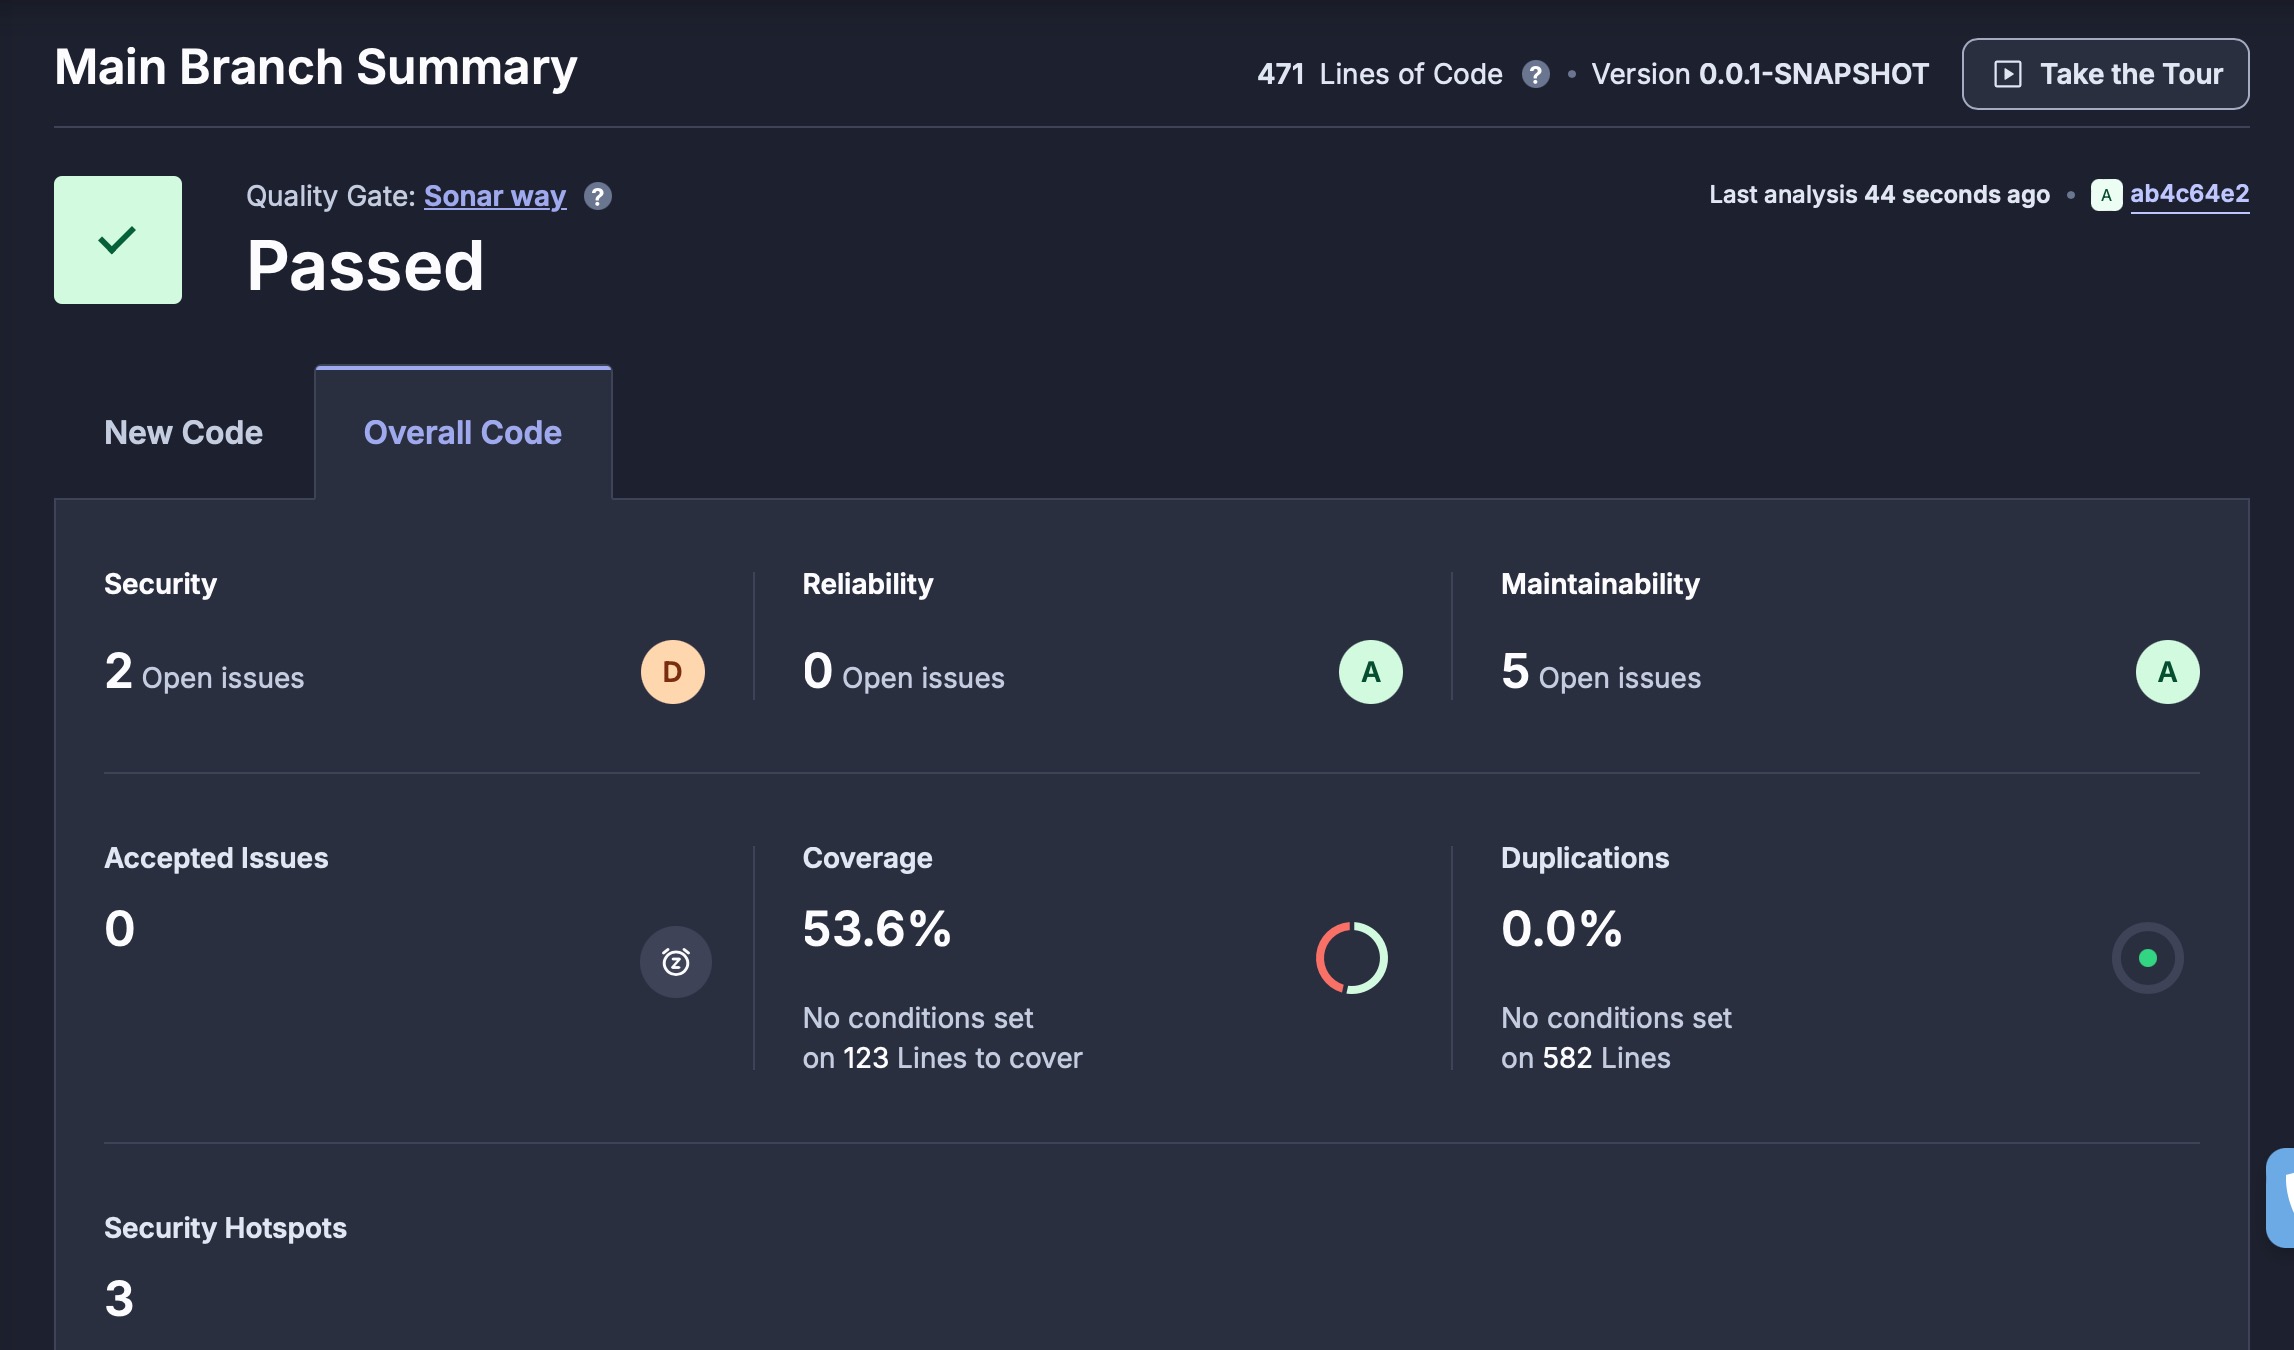 Main Branch Summary
471 Lines of Code ? • Version 0.0.1-SNAPSHOT
Take the Tour
Quality Gate: Sonar way ?
Passed
Last analysis 44 seconds ago • A ab4c64e2
New Code
Overall Code
Security
2 Open issues
D
Reliability
0 Open issues
A
Maintainability
5 Open issues
A
Accepted Issues
0
Coverage
53.6%
No conditions set
on 123 Lines to cover
Duplications
0.0%
No conditions set
on 582 Lines
Security Hotspots
3